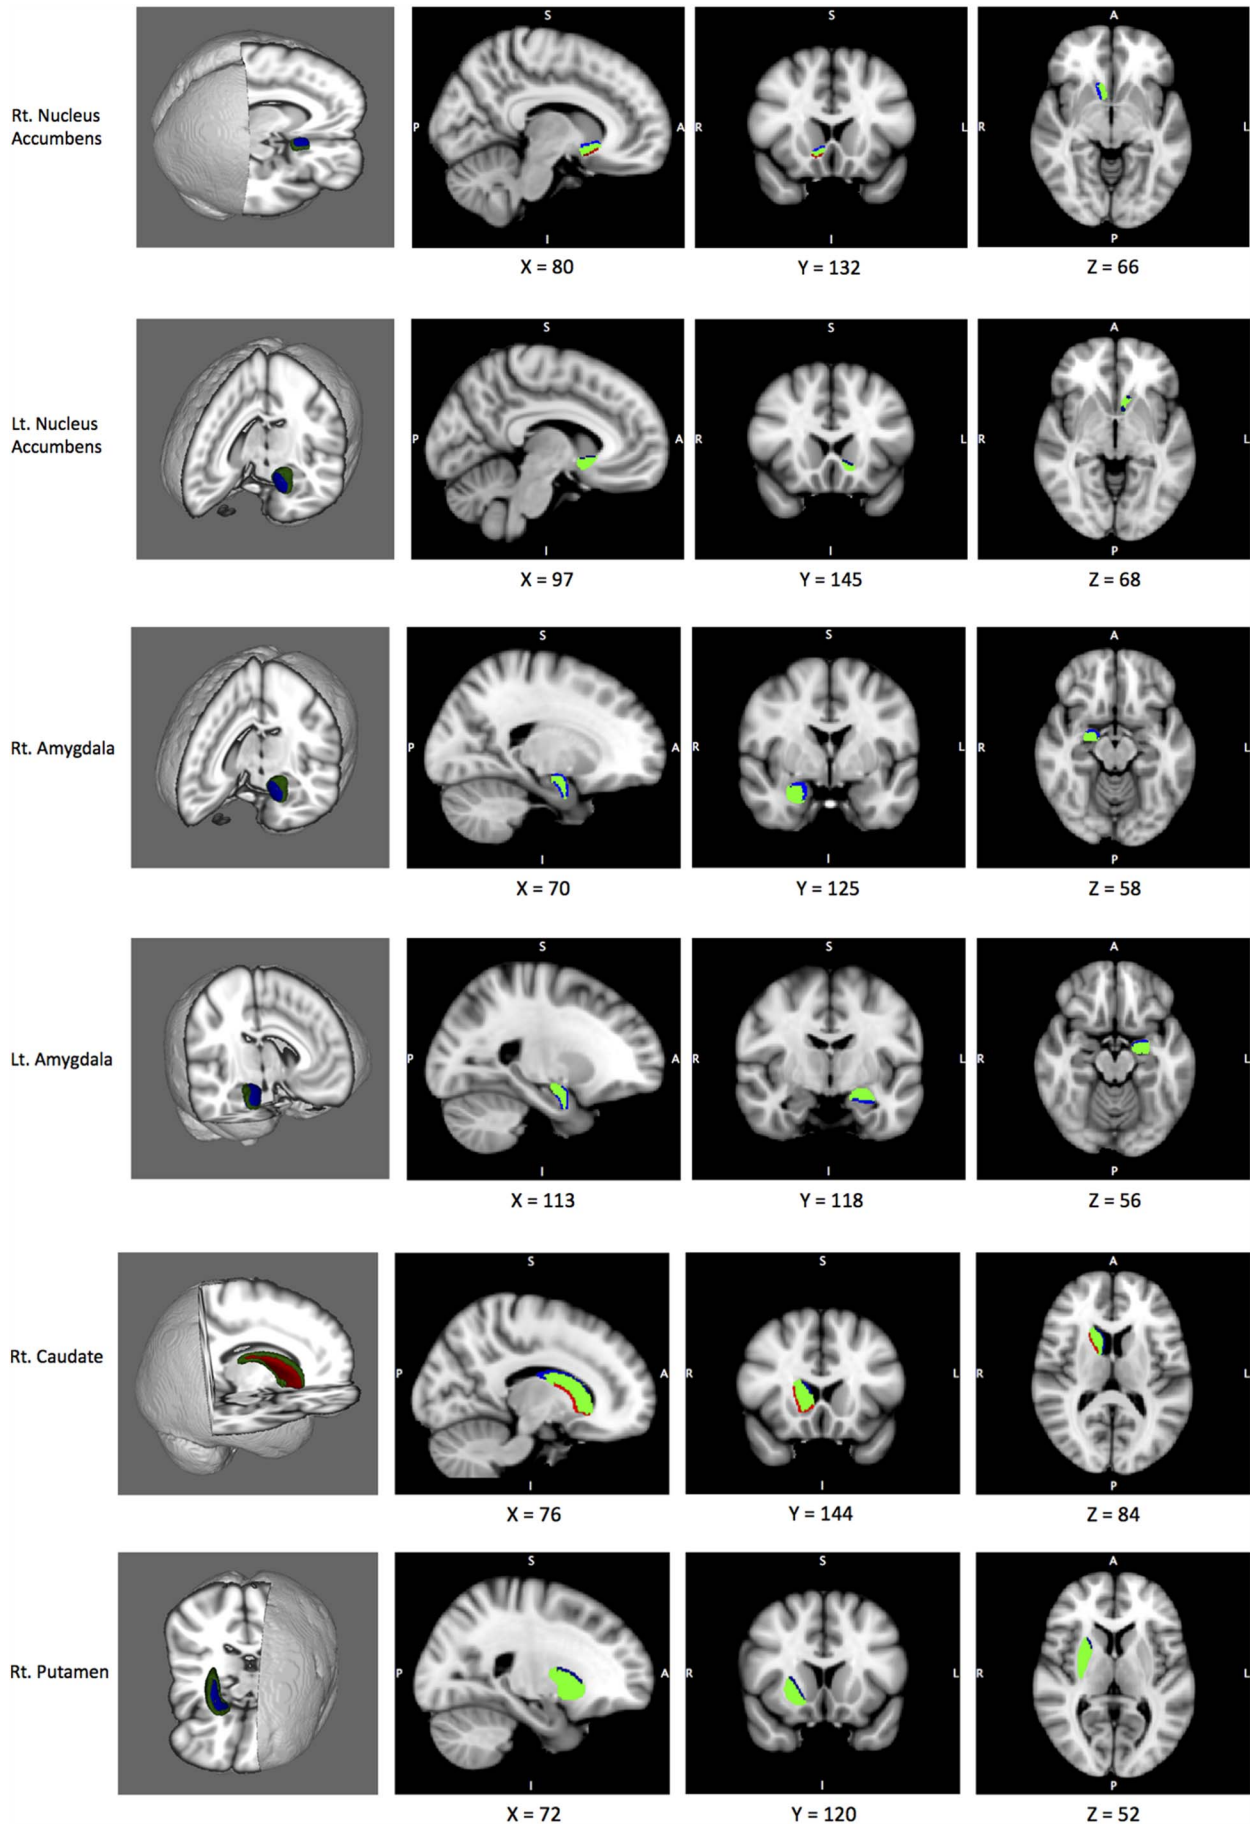 S
S
A
Rt. Nucleus
Accumbens
P
A
R
L
R
L
I
I
P
X = 80
Y = 132
Z = 66
S
S
A
Lt. Nucleus
Accumbens
P
A
R
L
R
L
I
I
P
X = 97
Y = 145
Z = 68
S
S
A
Rt. Amygdala
P
A
R
L
R
L
I
I
P
X = 70
Y = 125
Z = 58
S
S
A
Lt. Amygdala
P
A
R
L
R
L
I
I
P
X = 113
Y = 118
Z = 56
S
S
A
Rt. Caudate
P
A
R
L
R
L
I
I
P
X = 76
Y = 144
Z = 84
S
S
A
Rt. Putamen
P
A
R
L
R
L
I
I
P
X = 72
Y = 120
Z = 52